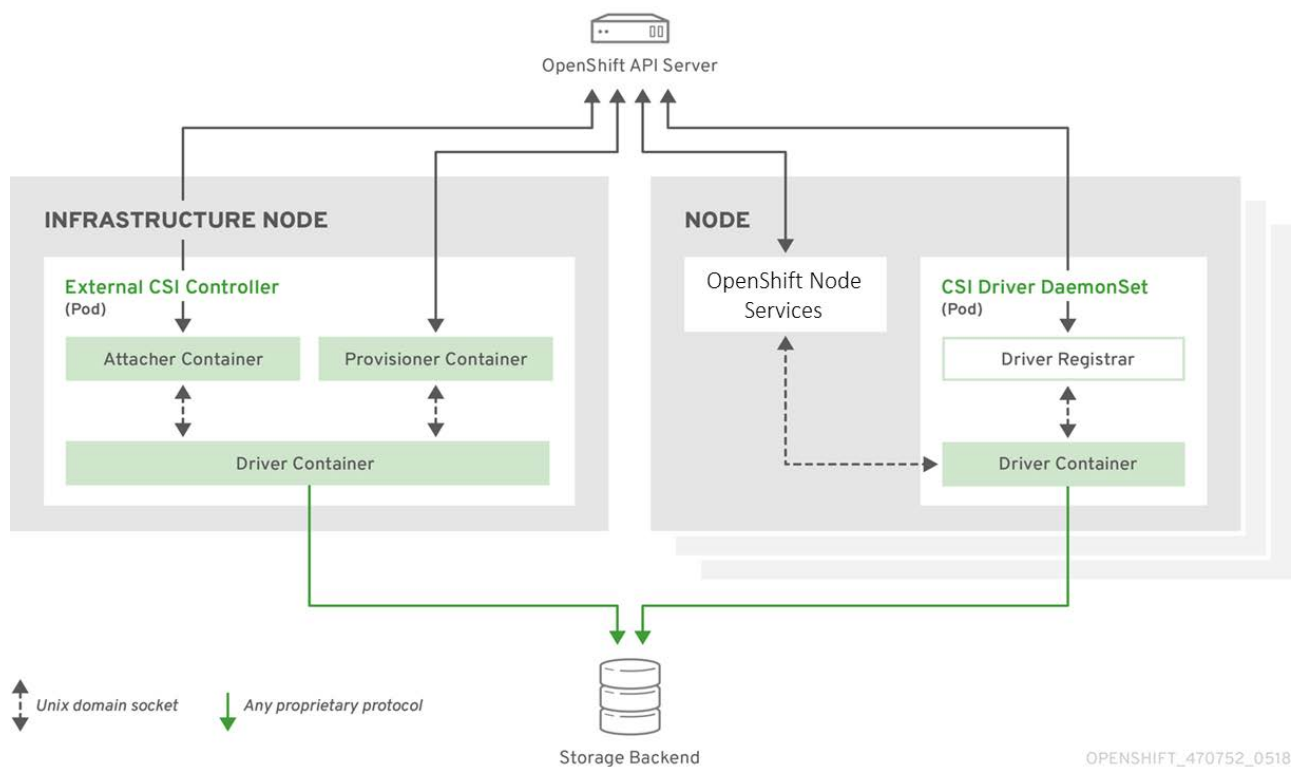 OpenShift API Server
INFRASTRUCTURE NODE
External CSI Controller
(Pod)
Attacher Container
Provisioner Container
Driver Container
NODE
OpenShift Node
Services
CSI Driver DaemonSet
(Pod)
Driver Registrar
Driver Container
Unix domain socket
Any proprietary protocol
Storage Backend
OPENSHIFT_470752_0518